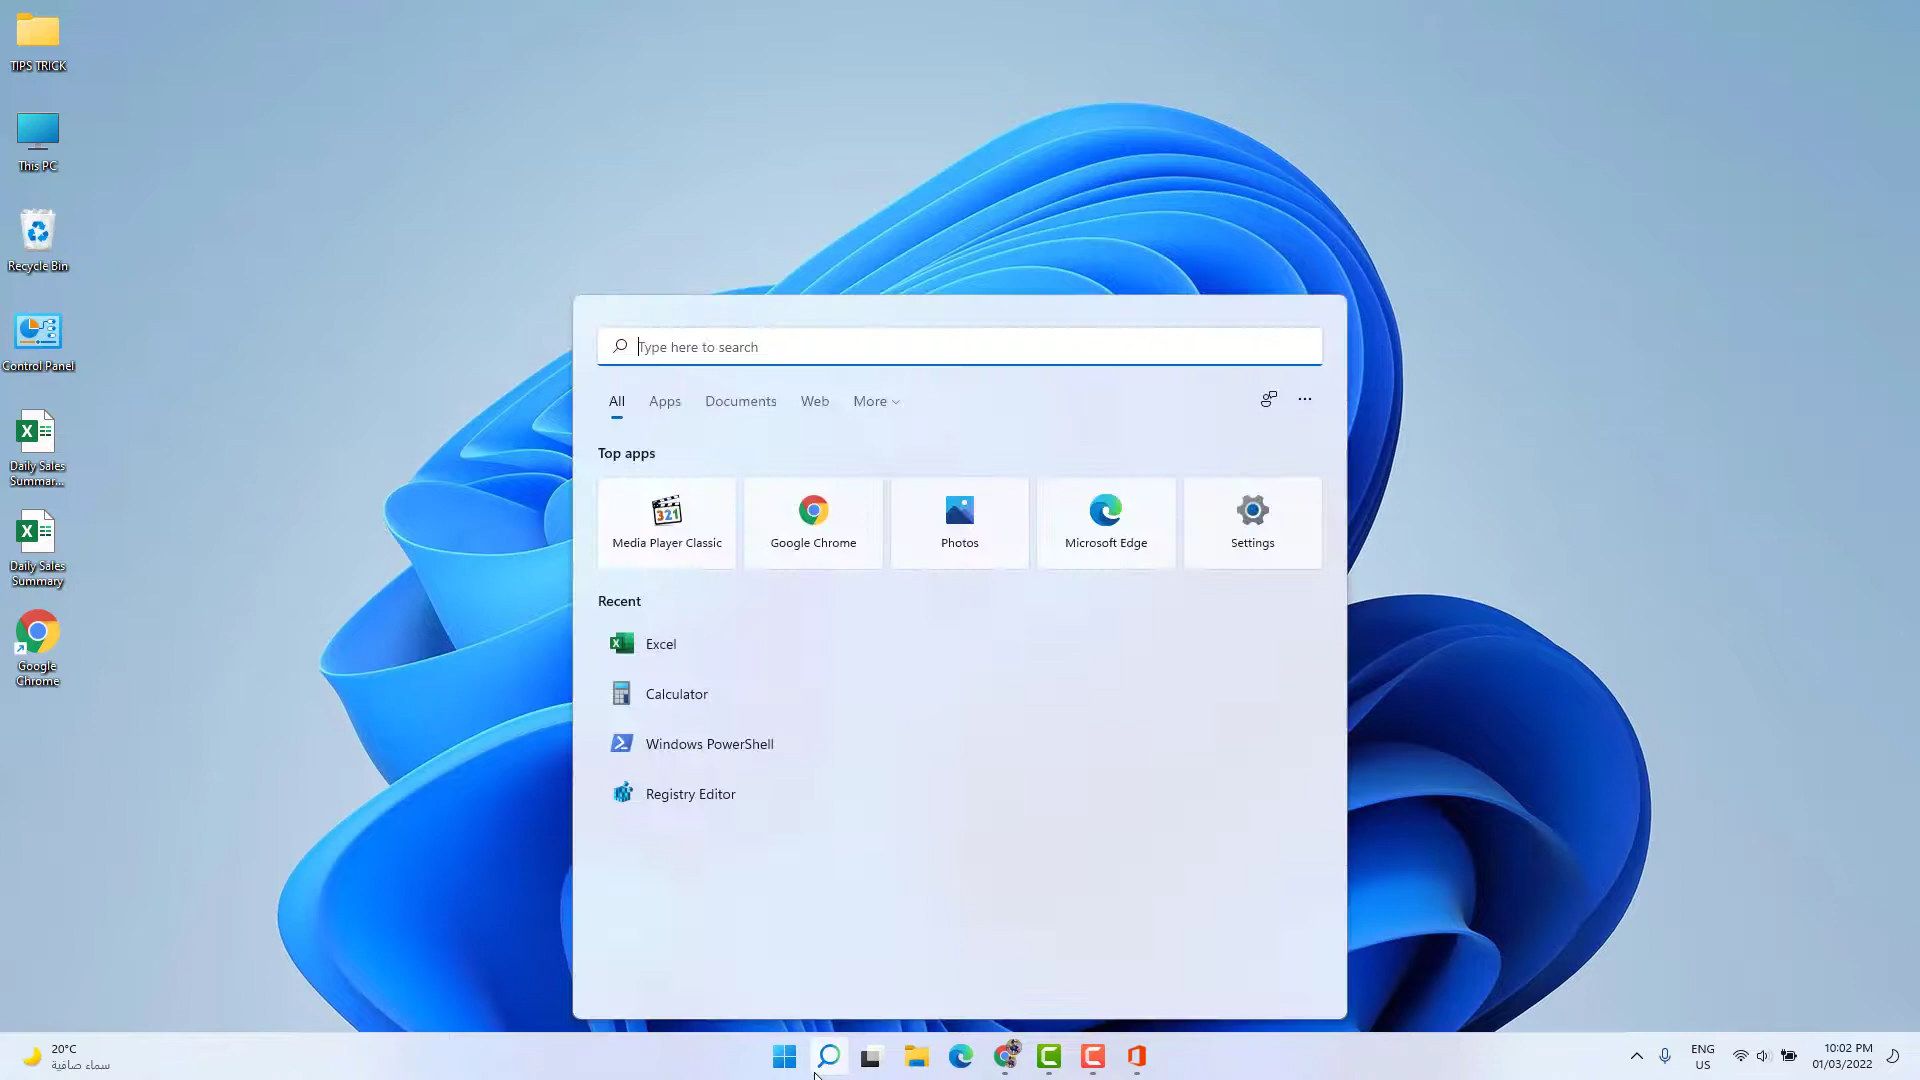 TIPS TRICK
This PC
Recycle Bin
Control Panel
Daily Sales
Summar...
Daily Sales
Summary
Google
Chrome
Type here to search
All
Apps
Documents
Web
More
Top apps
321
Media Player Classic
Google Chrome
Photos
Microsoft Edge
Settings
Recent
Excel
Calculator
Windows PowerShell
Registry Editor
20°C
سماء صافية
ENG
US
10:02 PM
01/03/2022